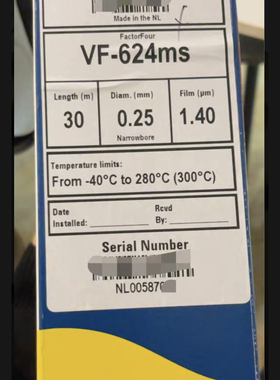 Made in the NL
FactorFour
VF-624ms
Length (m) Diam. (mm) Film (µm)
30 0.25 1.40
Narrowbore
Temperature limits:
From -40°C to 280°C (300°C)
Date Rcvd
Installed: By:
Serial Number
NL00587